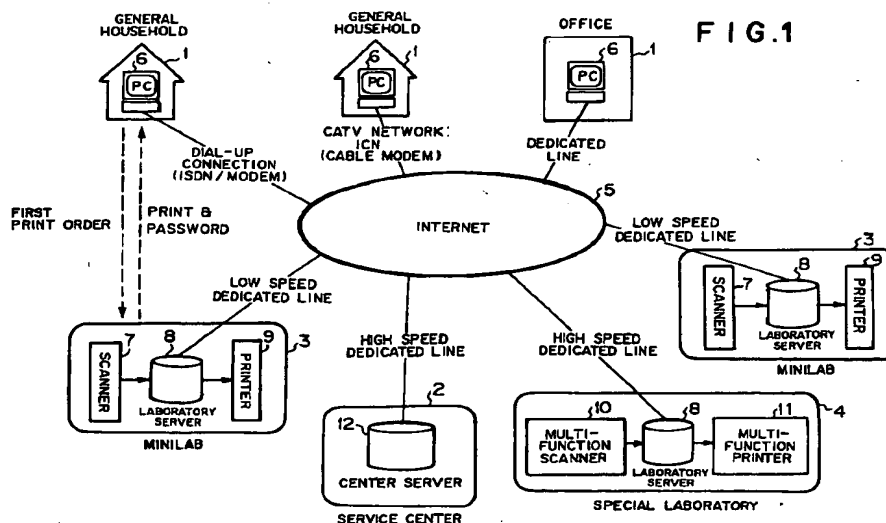 FIG.1
GENERAL
HOUSEHOLD
1
6
PC
GENERAL
HOUSEHOLD
1
6
PC
OFFICE
1
6
PC
DIAL-UP
CONNECTION
(ISDN/MODEM)
CATV NETWORK:
ICN
(CABLE MODEM)
DEDICATED
LINE
5
INTERNET
FIRST
PRINT ORDER
PRINT &
PASSWORD
LOW SPEED
DEDICATED LINE
LOW SPEED
DEDICATED LINE
HIGH SPEED
DEDICATED LINE
HIGH SPEED
DEDICATED LINE
3
7
SCANNER
8
LABORATORY
SERVER
9
PRINTER
MINILAB
3
7
SCANNER
8
LABORATORY
SERVER
9
PRINTER
MINILAB
2
12
CENTER SERVER
SERVICE CENTER
4
10
MULTI-
FUNCTION
SCANNER
8
LABORATORY
SERVER
11
MULTI-
FUNCTION
PRINTER
SPECIAL LABORATORY